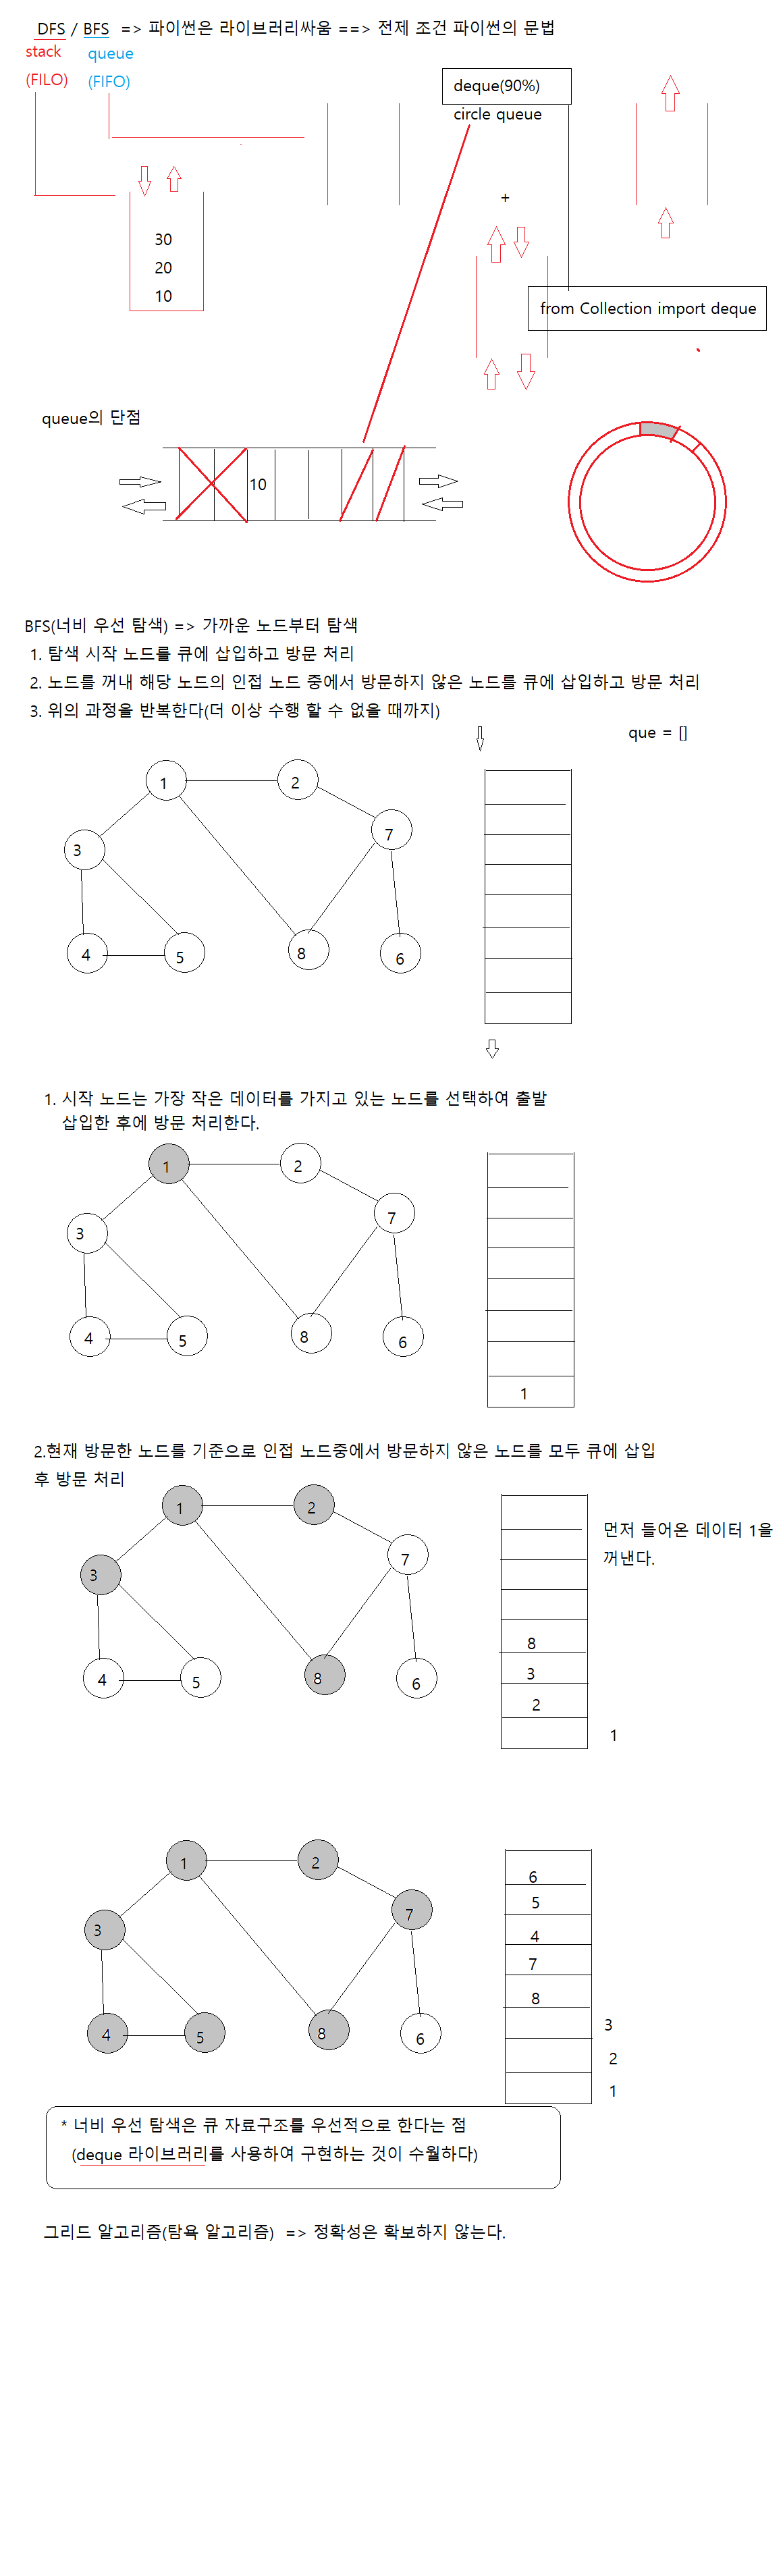 DFS / BFS => 파이썬은 라이브러리싸움 ==> 전제 조건 파이썬의 문법
stack queue
(FILO) (FIFO)
deque(90%)
circle queue
+
30
20
10
from Collection import deque
queue의 단점
10
BFS(너비 우선 탐색) => 가까운 노드부터 탐색
1. 탐색 시작 노드를 큐에 삽입하고 방문 처리
2. 노드를 꺼내 해당 노드의 인접 노드 중에서 방문하지 않은 노드를 큐에 삽입하고 방문 처리
3. 위의 과정을 반복한다(더 이상 수행 할 수 없을 때까지)
que = []
1 2
7
3
4 5 8 6
1. 시작 노드는 가장 작은 데이터를 가지고 있는 노드를 선택하여 출발
삽입한 후에 방문 처리한다.
1 2
7
3
4 5 8 6
1
2.현재 방문한 노드를 기준으로 인접 노드중에서 방문하지 않은 노드를 모두 큐에 삽입
후 방문 처리
먼저 들어온 데이터 1을
꺼낸다.
1 2
7
3
4 5 8 6
8
3
2
1
1 2
7
3
4 5 8 6
6
5
4
7
8
3
2
1
* 너비 우선 탐색은 큐 자료구조를 우선적으로 한다는 점
(deque 라이브러리를 사용하여 구현하는 것이 수월하다)
그리드 알고리즘(탐욕 알고리즘) => 정확성은 확보하지 않는다.